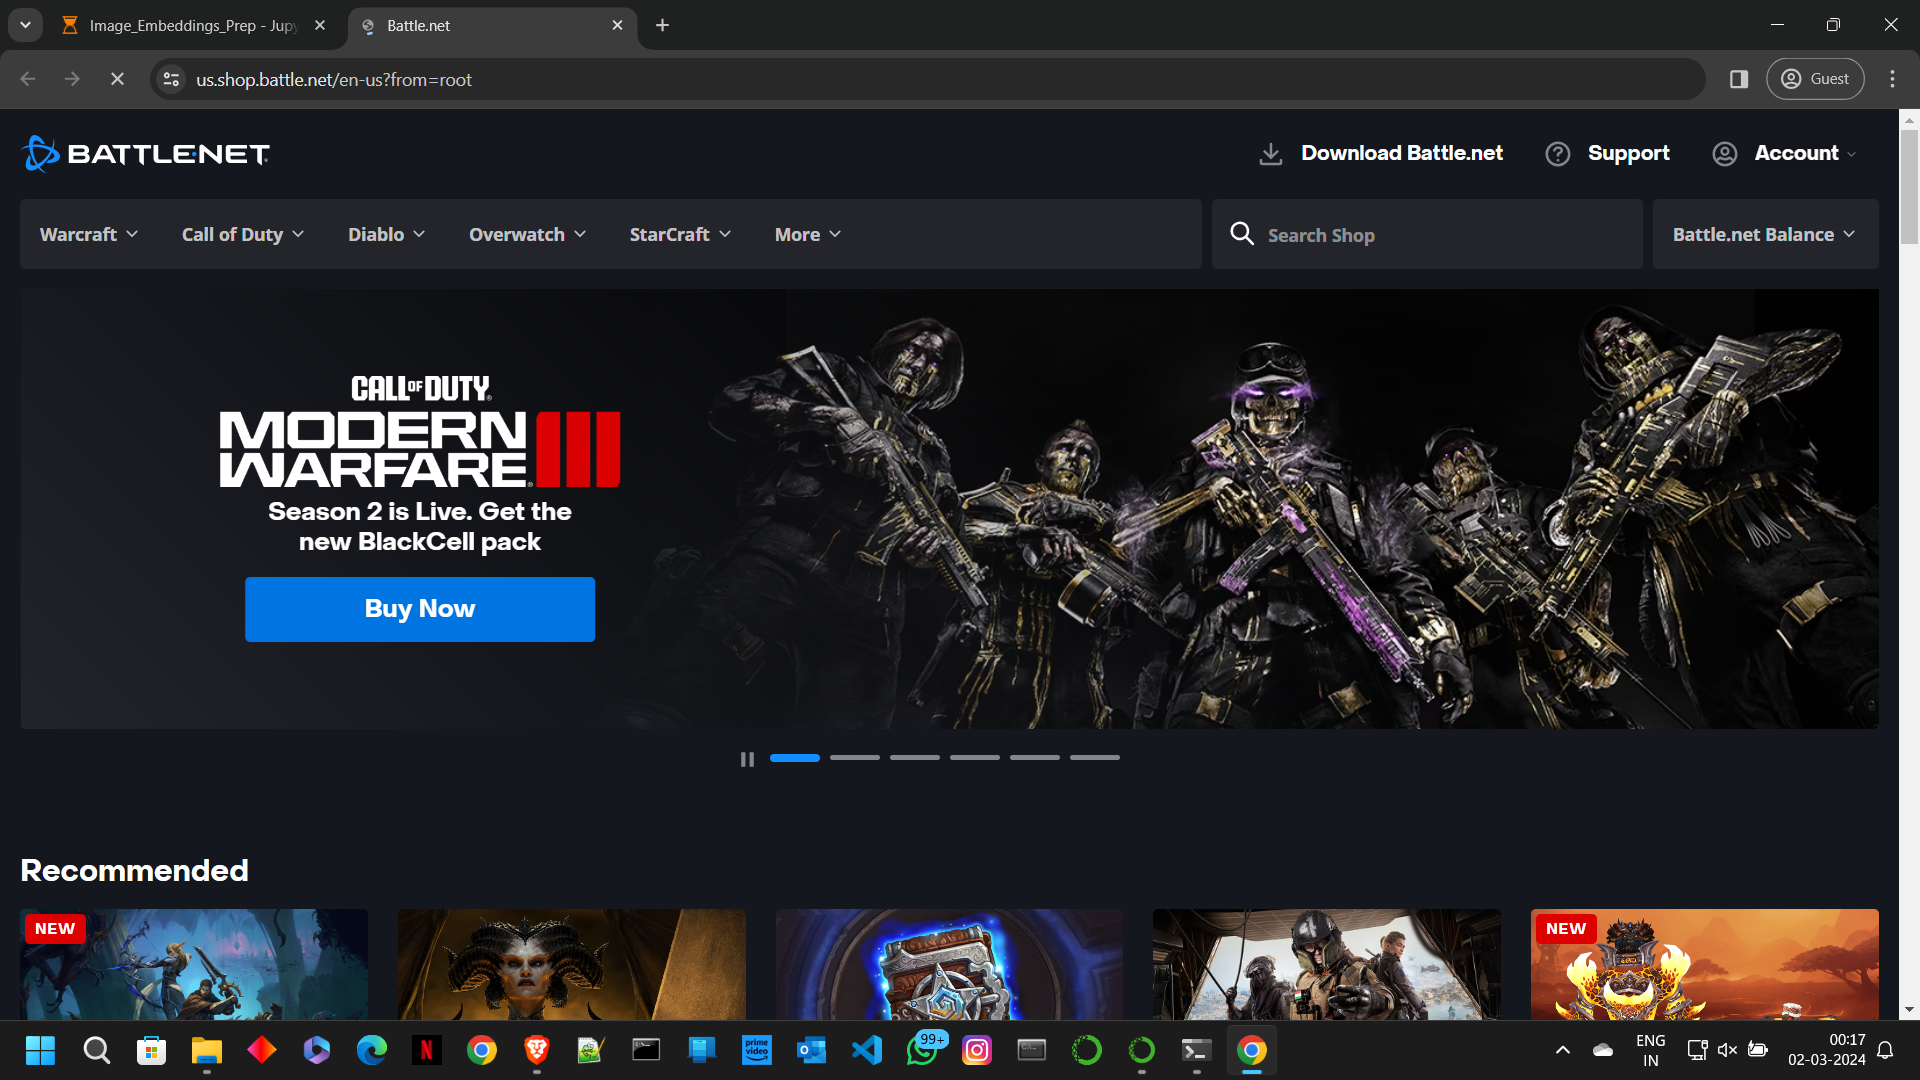 Image_Embeddings_Prep - Jupy
Battle.net
us.shop.battle.net/en-us?from=root
Guest
BATTLE.NET
Download Battle.net
Support
Account
Warcraft
Call of Duty
Diablo
Overwatch
StarCraft
More
Search Shop
Battle.net Balance
CALL OF DUTY
MODERN
WARFARE III
Season 2 is Live. Get the
new BlackCell pack
Buy Now
Recommended
NEW
NEW
N
prime
video
99+
ENG
IN
00:17
02-03-2024